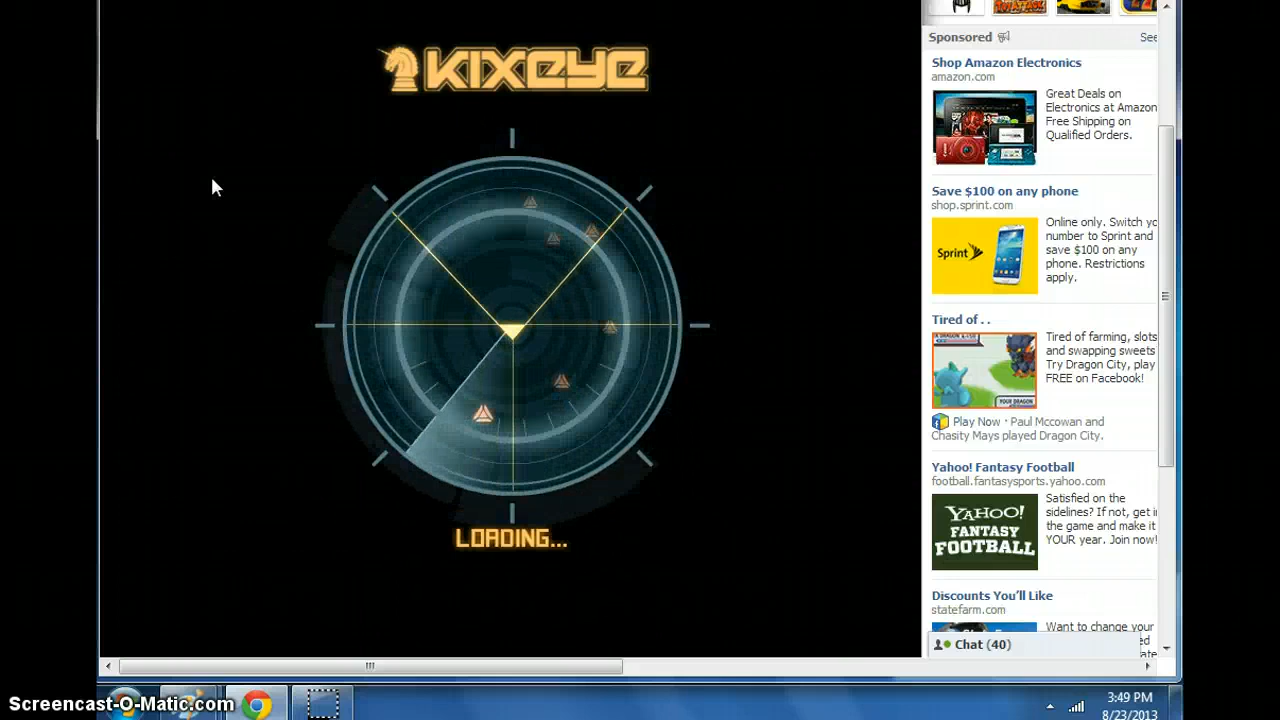 KIXEYE
LOADING...
Sponsored
See
Shop Amazon Electronics
amazon.com
Great Deals on
Electronics at Amazon
Free Shipping on
Qualified Orders.
Save $100 on any phone
shop.sprint.com
Sprint
Online only. Switch yo
number to Sprint and
save $100 on any
phone. Restrictions
apply.
Tired of . .
YOUR DRAGON
Tired of farming, slots
and swapping sweets
Try Dragon City, play
FREE on Facebook!
Play Now · Paul Mccowan and
Chasity Mays played Dragon City.
Yahoo! Fantasy Football
football.fantasysports.yahoo.com
YAHOO!
FANTASY
FOOTBALL
Satisfied on the
sidelines? If not, get in
the game and make it
YOUR year. Join now!
Discounts You'll Like
statefarm.com
Want to change your
Chat (40)
Screencast-O-Matic.com
3:49 PM
8/23/2013